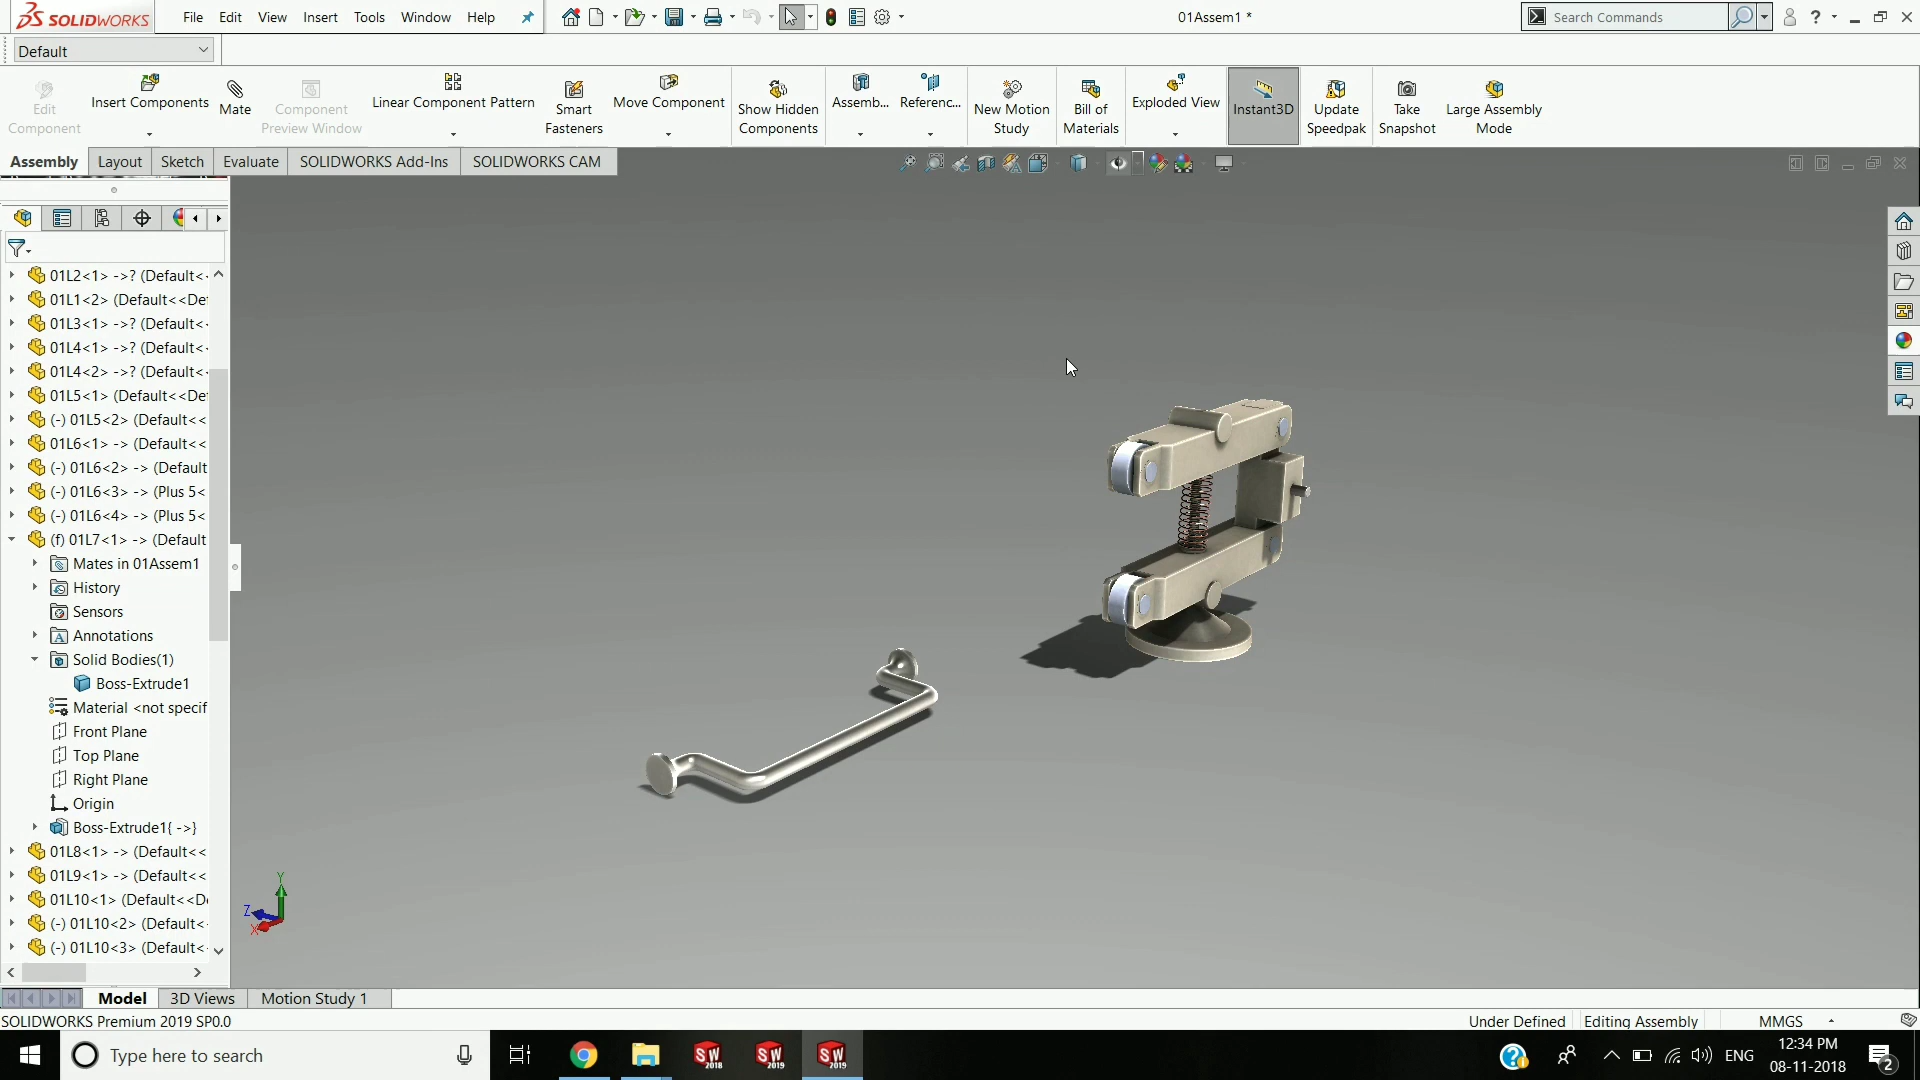 SOLIDWORKS File Edit View Insert Tools Window Help 01Assem1 * Search Commands
Default
Edit Component
Insert Components
Mate
Component Preview Window
Linear Component Pattern
Smart Fasteners
Move Component
Show Hidden Components
Assemb...
Referenc...
New Motion Study
Bill of Materials
Exploded View
Instant3D
Update Speedpak
Take Snapshot
Large Assembly Mode
Assembly Layout Sketch Evaluate SOLIDWORKS Add-Ins SOLIDWORKS CAM
01L2<1> ->? (Default<
01L1<2> (Default<<De
01L3<1> ->? (Default<
01L4<1> ->? (Default<
01L4<2> ->? (Default<
01L5<1> (Default<<De
(-) 01L5<2> (Default<<
01L6<1> -> (Default<<
(-) 01L6<2> -> (Default
(-) 01L6<3> -> (Plus 5<
(-) 01L6<4> -> (Plus 5<
(f) 01L7<1> -> (Default
Mates in 01Assem1
History
Sensors
Annotations
Solid Bodies(1)
Boss-Extrude1
Material <not specif
Front Plane
Top Plane
Right Plane
Origin
Boss-Extrude1{ ->}
01L8<1> -> (Default<<
01L9<1> -> (Default<<
01L10<1> (Default<<D
(-) 01L10<2> (Default<
(-) 01L10<3> (Default<
Y
Z
X
Model 3D Views Motion Study 1
SOLIDWORKS Premium 2019 SP0.0 Under Defined Editing Assembly MMGS
Type here to search
SW 2018
SW 2019
SW 2019
ENG
12:34 PM
08-11-2018
2